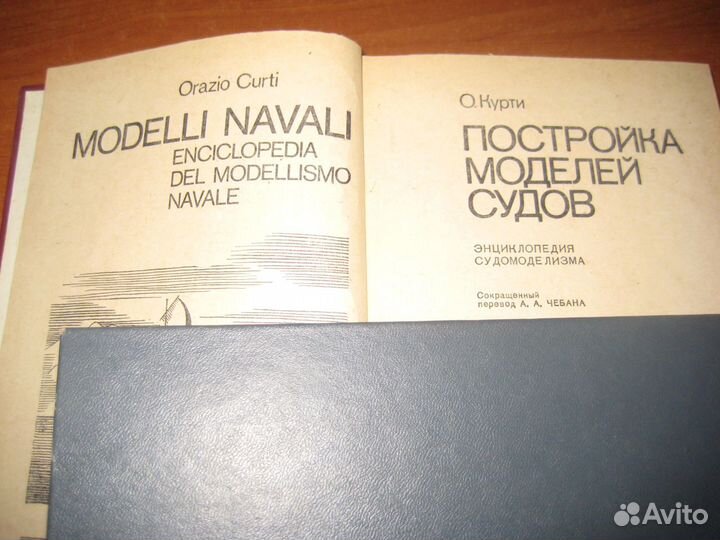 Orazio Curti
MODELLI NAVALI
ENCICLOPEDIA
DEL MODELLISMO
NAVALE
О. Курти
ПОСТРОЙКА
МОДЕЛЕЙ
СУДОВ
ЭНЦИКЛОПЕДИЯ
СУДОМОДЕЛИЗМА
Сокращенный
перевод А. А. ЧЕБАНА
Avito